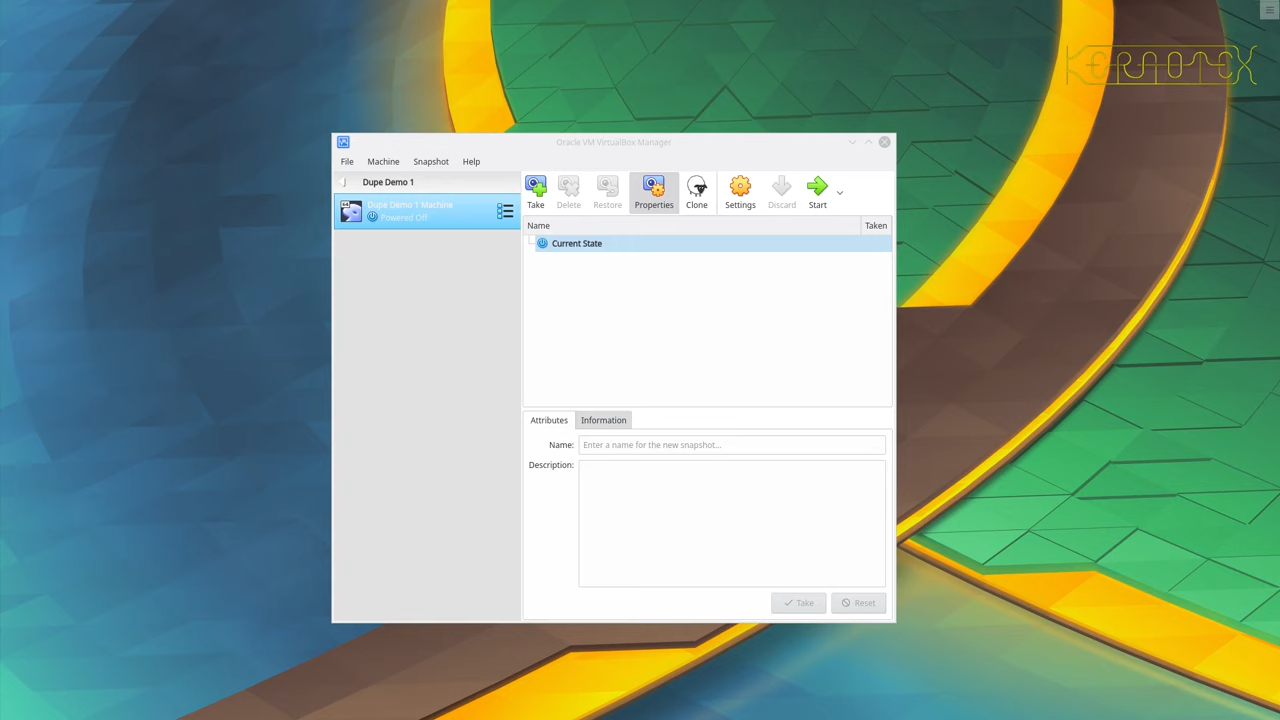 KERAOTEX
Oracle VM VirtualBox Manager
File Machine Snapshot Help
Dupe Demo 1
Take Delete Restore Properties Clone Settings Discard Start
64
Dupe Demo 1 Machine
Powered Off
Name Taken
Current State
Attributes Information
Name: Enter a name for the new snapshot...
Description:
Take Reset